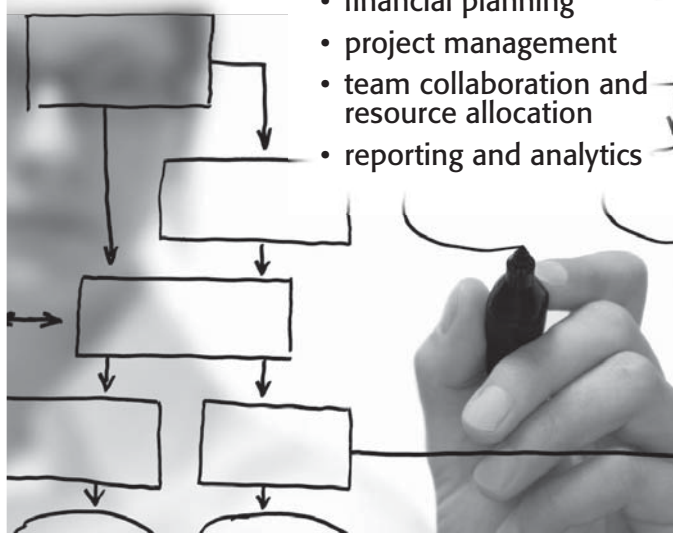 • financial planning
• project management
• team collaboration and
resource allocation
• reporting and analytics